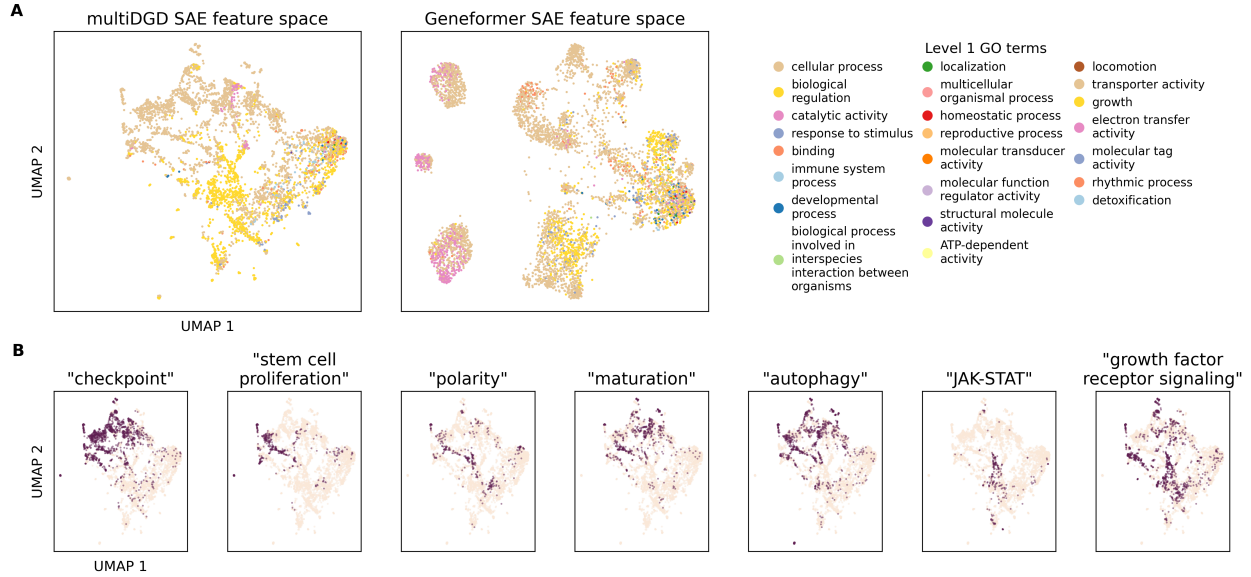 A
multiDGD SAE feature space
Geneformer SAE feature space
UMAP 2
UMAP 1
Level 1 GO terms
cellular process
biological
regulation
catalytic activity
response to stimulus
binding
immune system
process
developmental
process
biological process
involved in
interspecies
interaction between
organisms
localization
multicellular
organismal process
homeostatic process
reproductive process
molecular transducer
activity
molecular function
regulator activity
structural molecule
activity
ATP-dependent
activity
locomotion
transporter activity
growth
electron transfer
activity
molecular tag
activity
rhythmic process
detoxification
B
"checkpoint"
"stem cell
proliferation"
"polarity"
"maturation"
"autophagy"
"JAK-STAT"
"growth factor
receptor signaling"
UMAP 2
UMAP 1